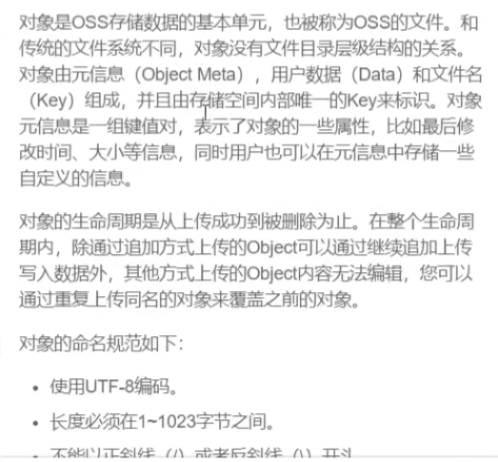 对象是OSS存储数据的基本单元，也被称为OSS的文件。和
传统的文件系统不同，对象没有文件目录层级结构的关系。
对象由元信息（Object Meta），用户数据（Data）和文件名
（Key）组成，并且由存储空间内部唯一的Key来标识。对象
元信息是一组键值对，表示了对象的一些属性，比如最后修
改时间、大小等信息，同时用户也可以在元信息中存储一些
自定义的信息。
对象的生命周期是从上传成功到被删除为止。在整个生命周
期内，除通过追加方式上传的Object可以通过继续追加上传
写入数据外，其他方式上传的Object内容无法编辑，您可以
通过重复上传同名的对象来覆盖之前的对象。
对象的命名规范如下：
• 使用UTF-8编码。
• 长度必须在1~1023字节之间。
• 不能以正斜线（/）或者反斜线（\）开头